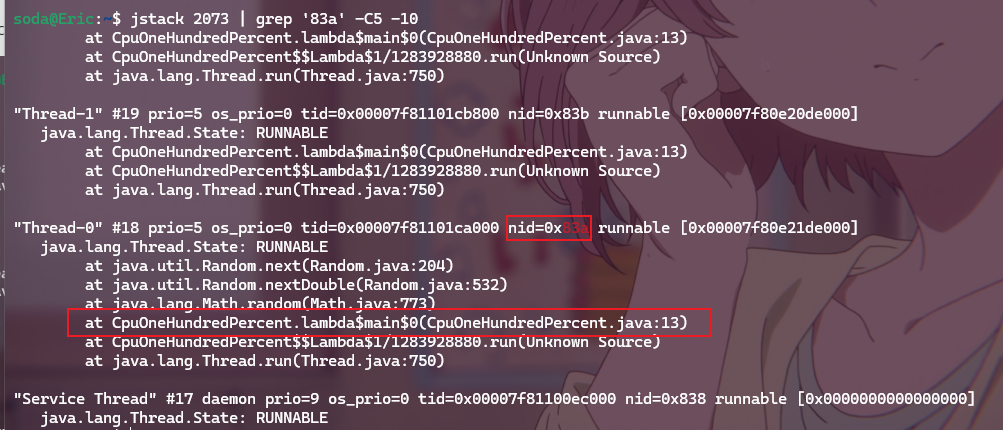 soda@Eric:~$ jstack 2073 | grep '83a' -C5 -10
at CpuOneHundredPercent.lambda$main$0(CpuOneHundredPercent.java:13)
at CpuOneHundredPercent$$Lambda$1/1283928880.run(Unknown Source)
at java.lang.Thread.run(Thread.java:750)
"Thread-1" #19 prio=5 os_prio=0 tid=0x00007f81101cb800 nid=0x83b runnable [0x00007f80e20de000]
java.lang.Thread.State: RUNNABLE
at CpuOneHundredPercent.lambda$main$0(CpuOneHundredPercent.java:13)
at CpuOneHundredPercent$$Lambda$1/1283928880.run(Unknown Source)
at java.lang.Thread.run(Thread.java:750)
"Thread-0" #18 prio=5 os_prio=0 tid=0x00007f81101ca000 nid=0x83a runnable [0x00007f80e21de000]
java.lang.Thread.State: RUNNABLE
at java.util.Random.next(Random.java:204)
at java.util.Random.nextDouble(Random.java:532)
at java.lang.Math.random(Math.java:773)
at CpuOneHundredPercent.lambda$main$0(CpuOneHundredPercent.java:13)
at CpuOneHundredPercent$$Lambda$1/1283928880.run(Unknown Source)
at java.lang.Thread.run(Thread.java:750)
"Service Thread" #17 daemon prio=9 os_prio=0 tid=0x00007f81100ec000 nid=0x838 runnable [0x0000000000000000]
java.lang.Thread.State: RUNNABLE